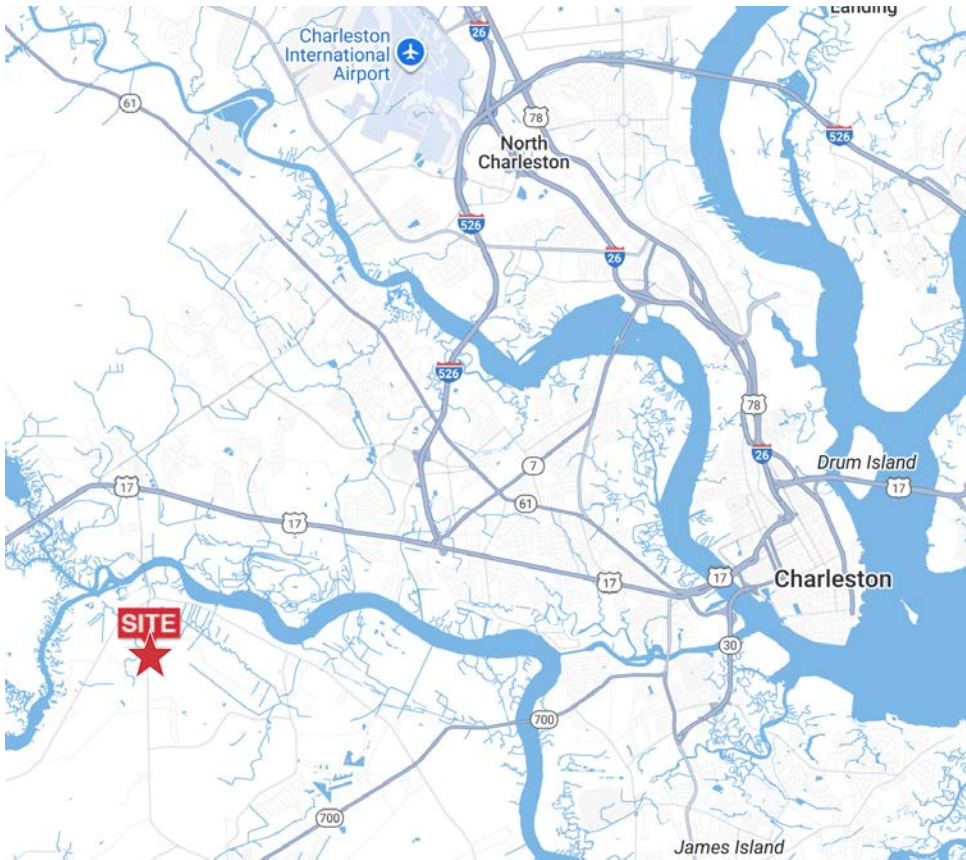 Landing
26
Charleston
International
Airport
61
78
526
North
Charleston
526
26
526
78
7
26
Drum Island
17
17
61
17
17
17
Charleston
SITE
30
700
700
James Island